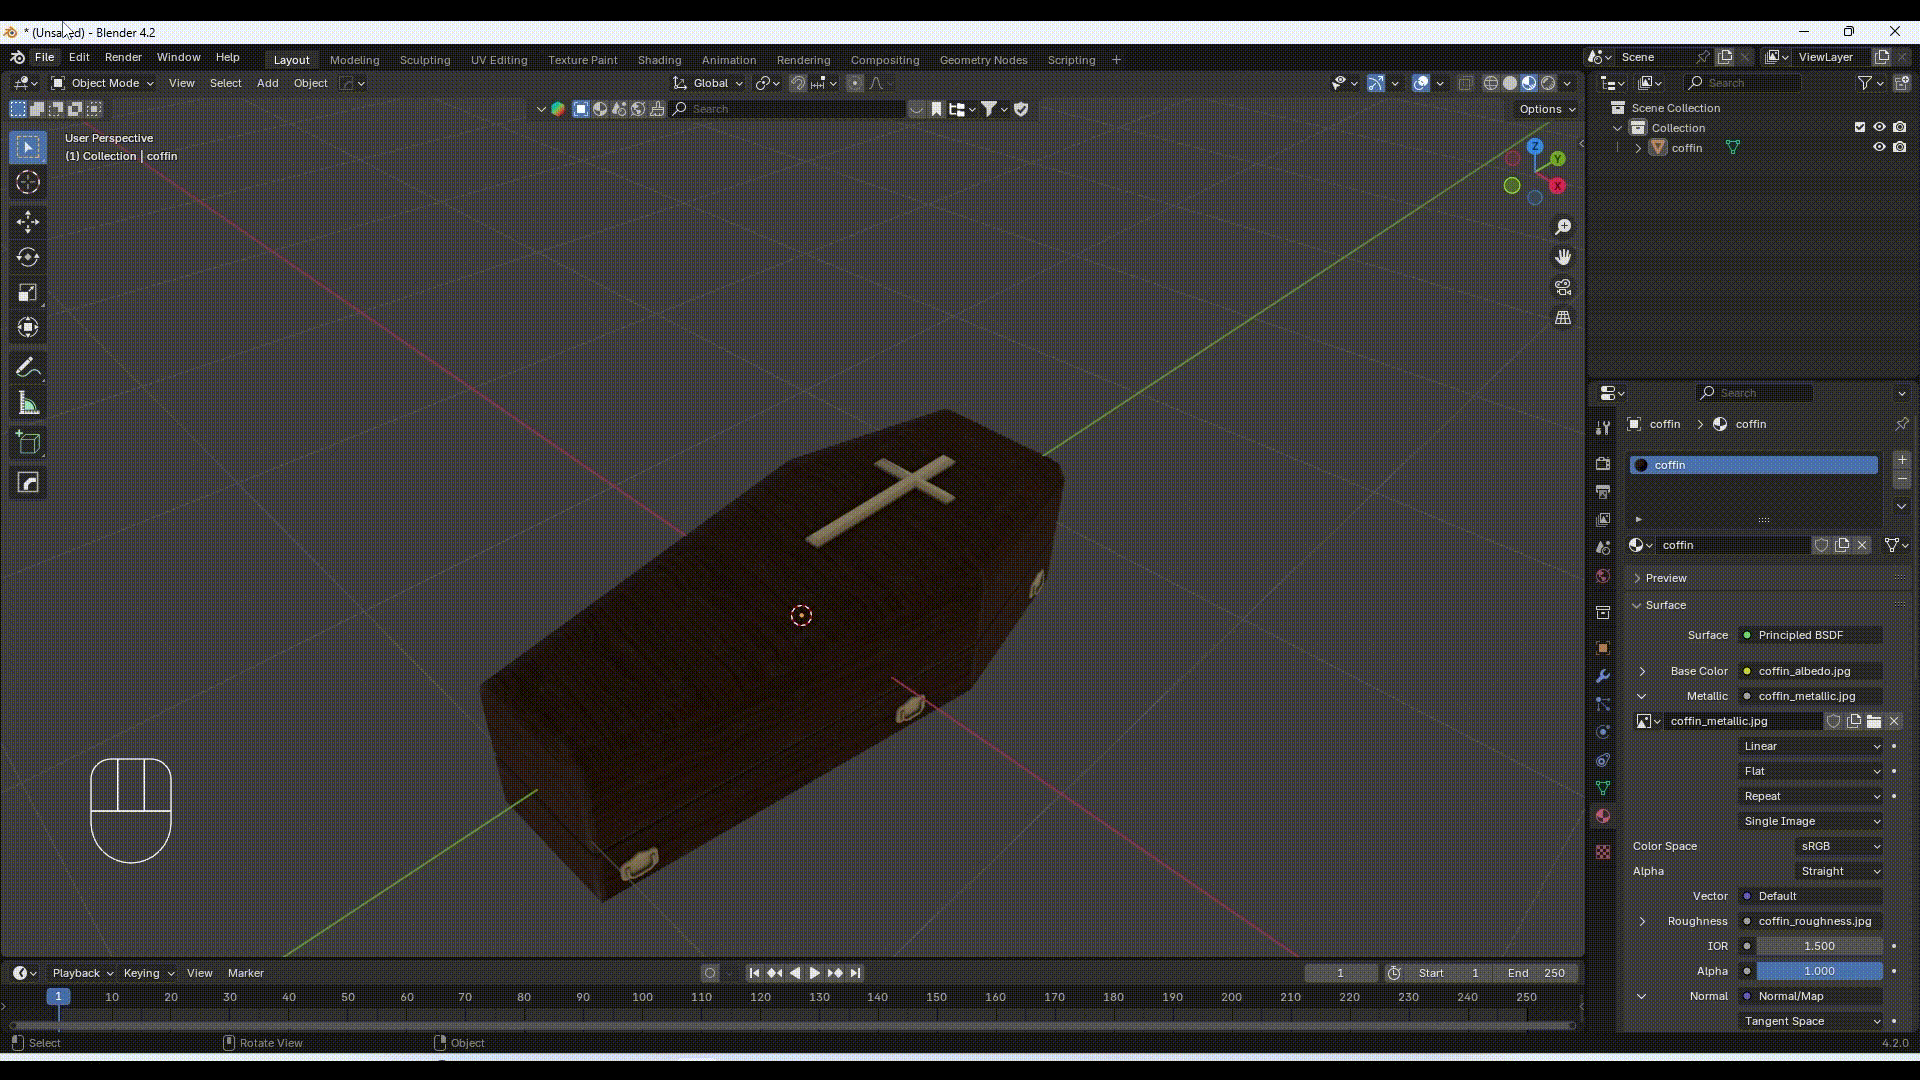 * (Unsaved) - Blender 4.2
File Edit Render Window Help Layout Modeling Sculpting UV Editing Texture Paint Shading Animation Rendering Compositing Geometry Nodes Scripting + Scene ViewLayer
Object Mode View Select Add Object Global Search
Search Options
User Perspective
(1) Collection | coffin
Z
Y
X
Scene Collection
Collection
coffin
Search
coffin > coffin
coffin
coffin
Preview
Surface
Surface Principled BSDF
Base Color coffin_albedo.jpg
Metallic coffin_metallic.jpg
coffin_metallic.jpg
Linear
Flat
Repeat
Single Image
Color Space sRGB
Alpha Straight
Vector Default
Roughness coffin_roughness.jpg
IOR 1.500
Alpha 1.000
Normal Normal/Map
Tangent Space
Playback Keying View Marker 1 Start 1 End 250
1 10 20 30 40 50 60 70 80 90 100 110 120 130 140 150 160 170 180 190 200 210 220 230 240 250
Select Rotate View Object 4.2.0